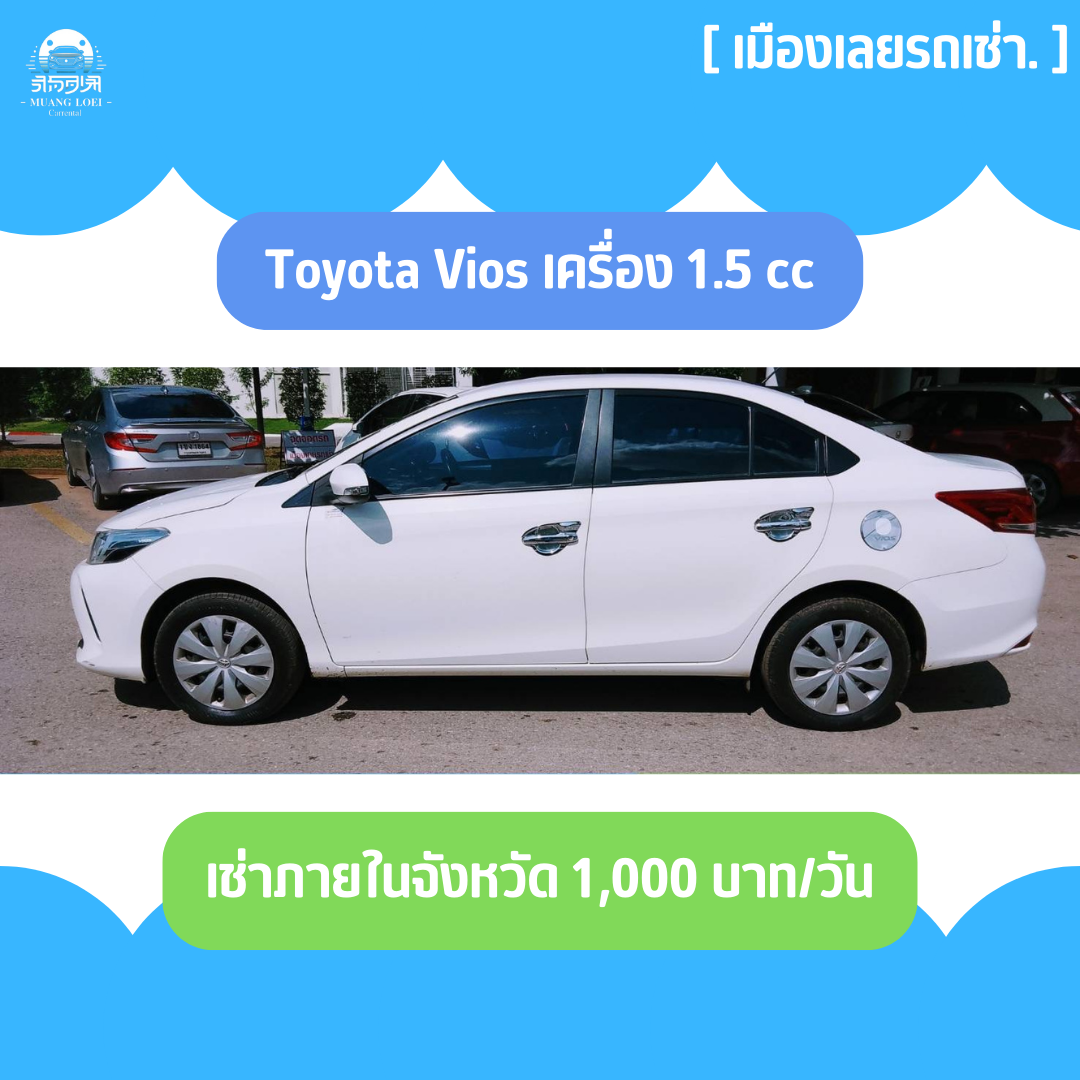 [ เมืองเลยรถเช่า. ]
- MUANG LOEI -
Carrental
Toyota Vios เครื่อง 1.5 cc
VIOS
เช่าภายในจังหวัด 1,000 บาท/วัน